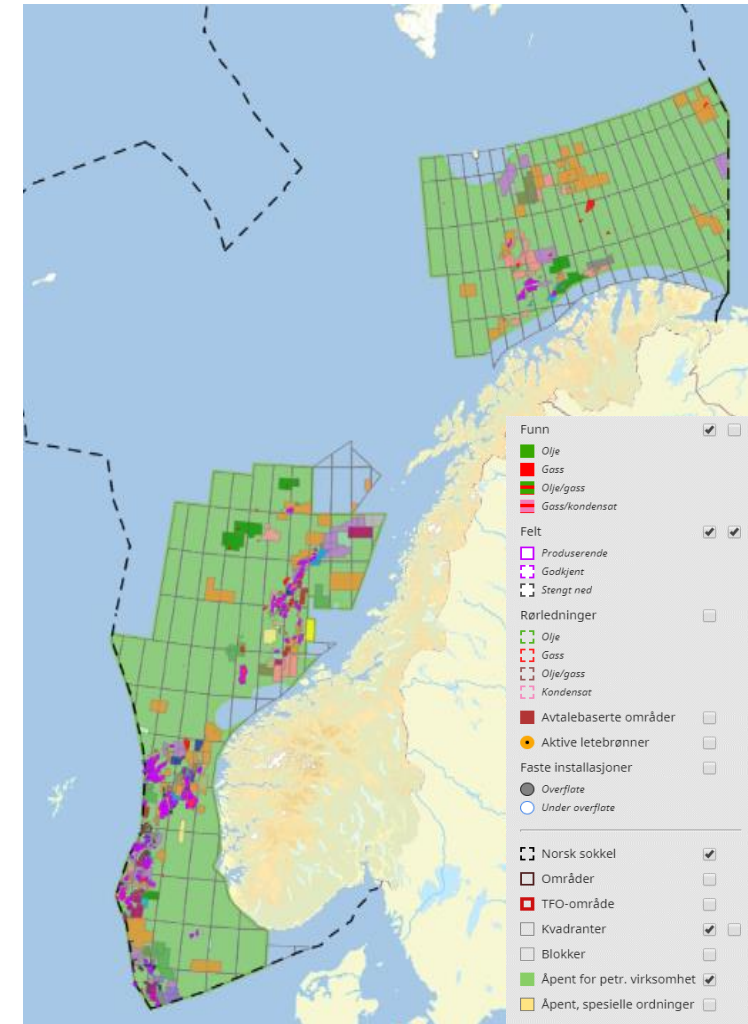 Funn
Olje
Gass
Olje/gass
Gass/kondensat
Felt
Produserende
Godkjent
Stengt ned
Rørledninger
Olje
Gass
Olje/gass
Kondensat
Avtalebaserte områder
Aktive letebrønner
Faste installasjoner
Overflate
Under overflate
Norsk sokkel
Områder
TFO-område
Kvadranter
Blokker
Åpent for petr. virksomhet
Åpent, spesielle ordninger